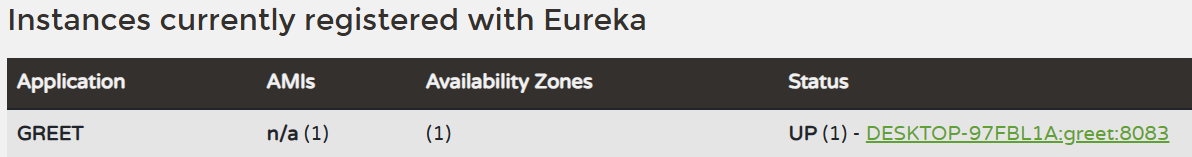 Instances currently registered with Eureka
Application AMIs Availability Zones Status
GREET n/a (1) (1) UP (1) - DESKTOP-97FBL1A:greet:8083